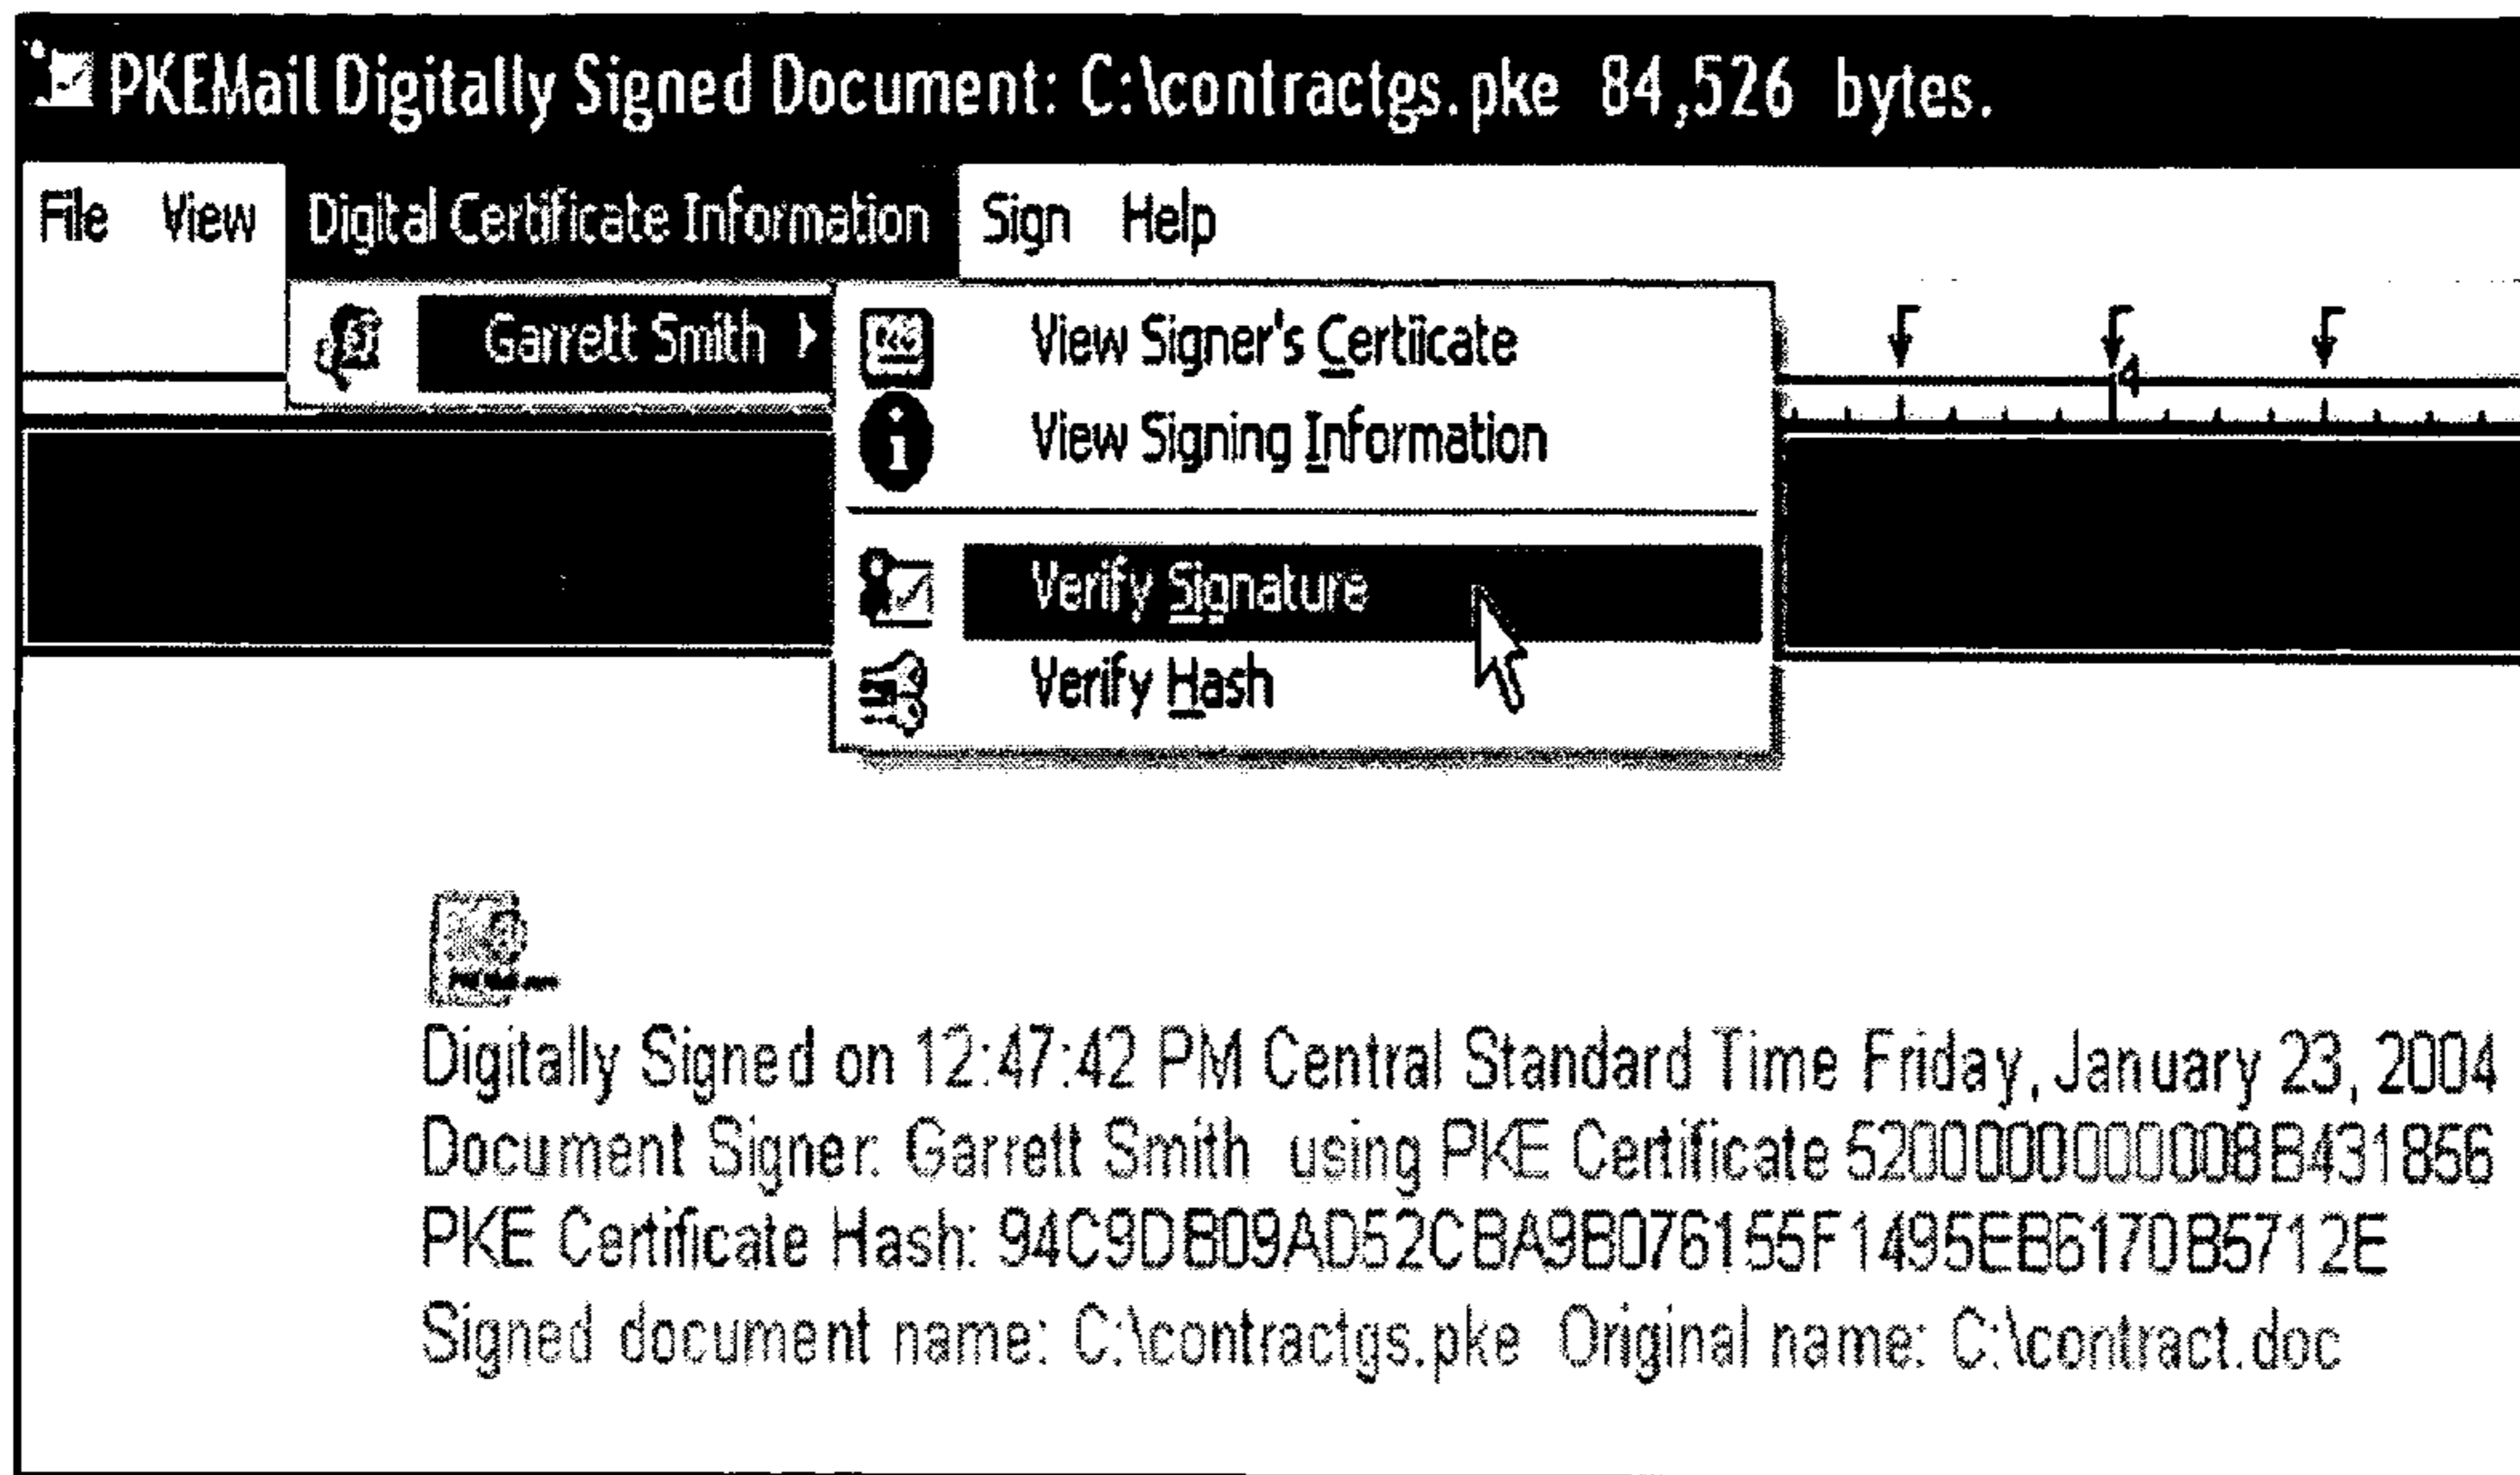 PKEMail Digitally Signed Document: C:\contractgs.pke 84,526 bytes.
File View Digital Certificate Information Sign Help
Garrett Smith
View Signer's Certiicate
View Signing Information
4
Verify Signature
Verify Hash
Digitally Signed on 12:47:42 PM Central Standard Time Friday, January 23, 2004
Document Signer: Garrett Smith using PKE Certificate 5200000000008B431856
PKE Certificate Hash: 94C9DB09AD52CBA9B076155F1495EB6170B5712E
Signed document name: C:\contractgs.pke Original name: C:\contract.doc